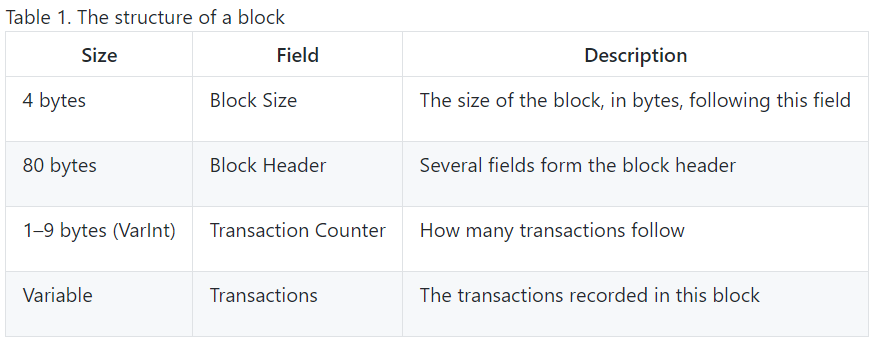 Table 1. The structure of a block
Size Field Description
4 bytes Block Size The size of the block, in bytes, following this field
80 bytes Block Header Several fields form the block header
1–9 bytes (VarInt) Transaction Counter How many transactions follow
Variable Transactions The transactions recorded in this block